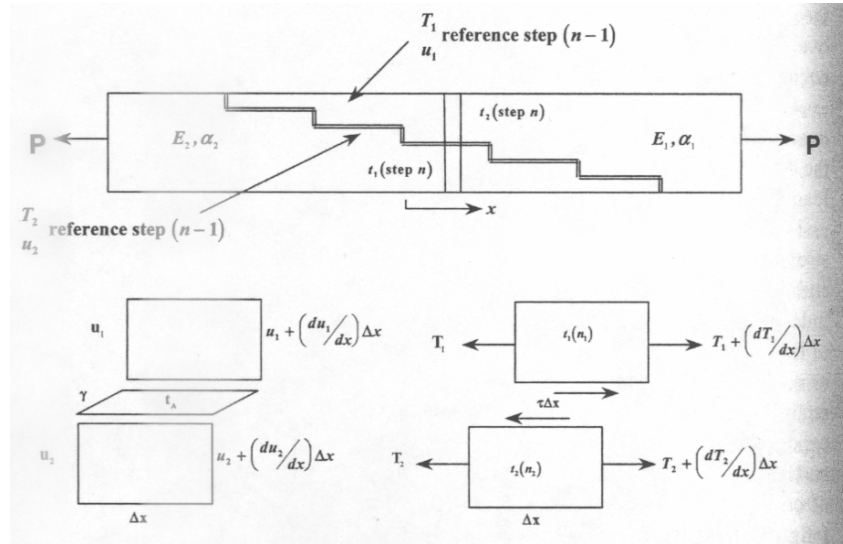 T₁
u₁
reference step (n−1)
t₂(step n)
P
E₂, α₂
E₁, α₁
P
t₁(step n)
x
T₂
u₂
reference step (n−1)
u₁
u₁ + (du₁/dx)Δx
γ
t_A
u₂
u₂ + (du₂/dx)Δx
Δx
T₁
t₁(n₁)
T₁ + (dT₁/dx)Δx
τΔx
T₂
t₂(n₂)
T₂ + (dT₂/dx)Δx
Δx